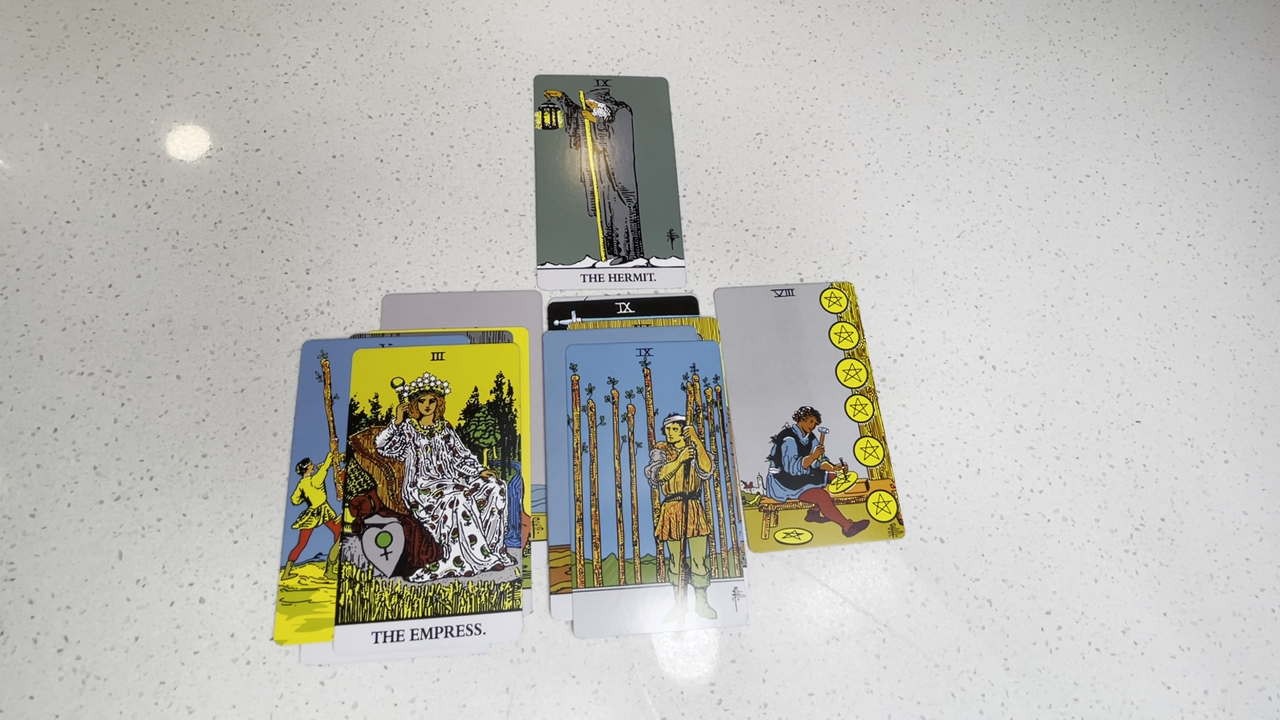 IX
THE HERMIT.
IX
VIII
III
IX
THE EMPRESS.